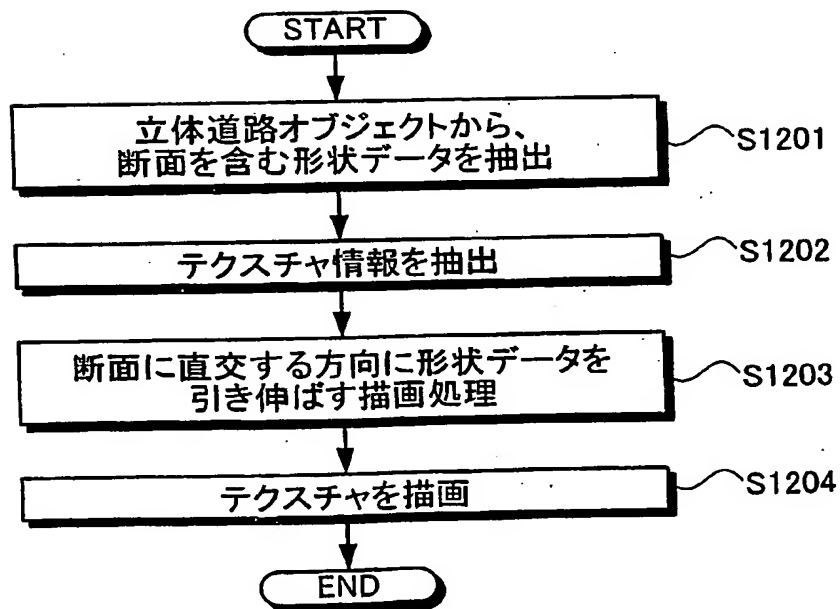 START
立体道路オブジェクトから、
断面を含む形状データを抽出
S1201
テクスチャ情報を抽出
S1202
断面に直交する方向に形状データを
引き伸ばす描画処理
S1203
テクスチャを描画
S1204
END